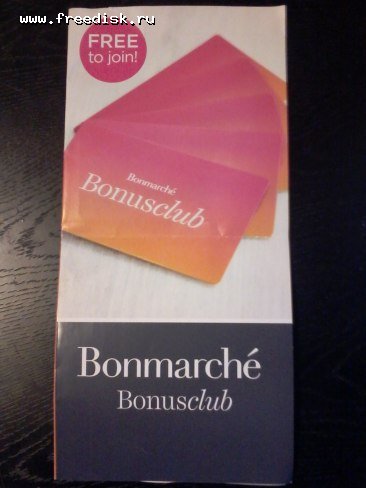 www.freedisk.ru
FREE
to join!
Bonmarché
Bonusclub
Bonmarché
Bonusclub